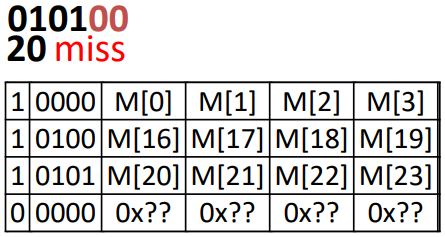 010100
20 miss
1 0000 M[0] M[1] M[2] M[3]
1 0100 M[16] M[17] M[18] M[19]
1 0101 M[20] M[21] M[22] M[23]
0 0000 0x?? 0x?? 0x?? 0x??